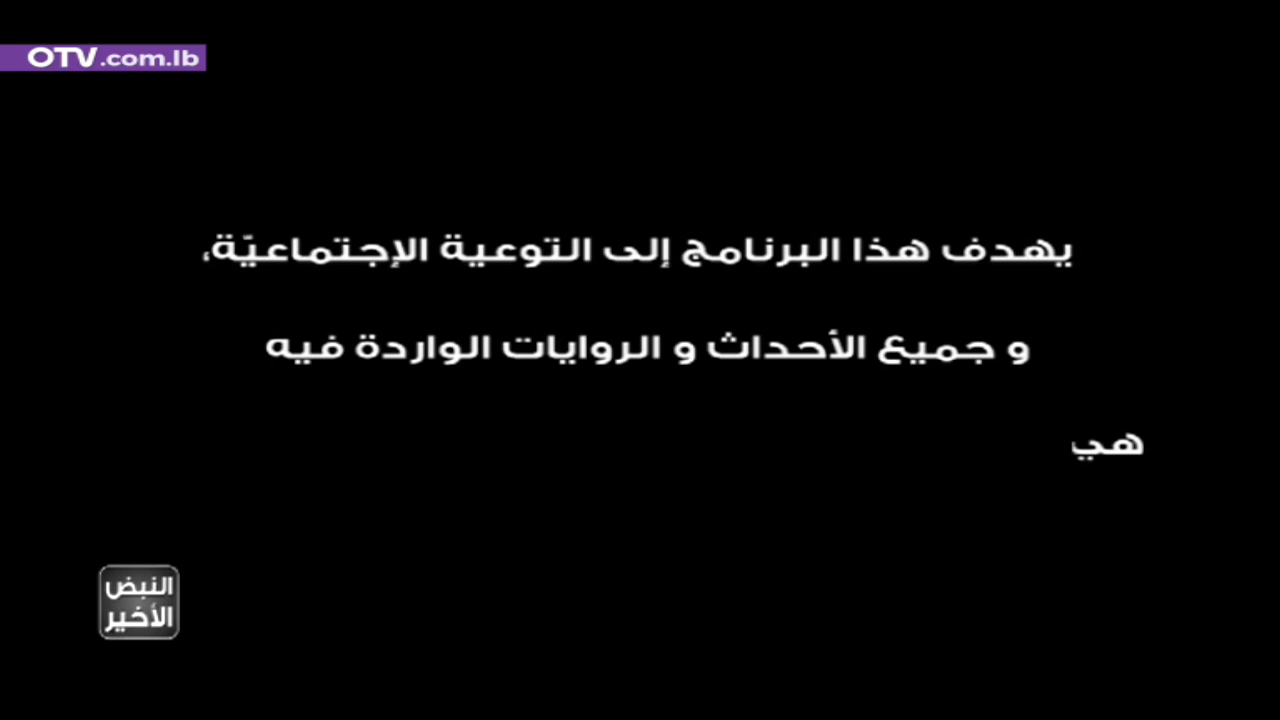 OTV.com.lb
يهدف هذا البرنامج إلى التوعية الإجتماعيّة،
و جميع الأحداث و الروايات الواردة فيه
هي
النبض
الأخير